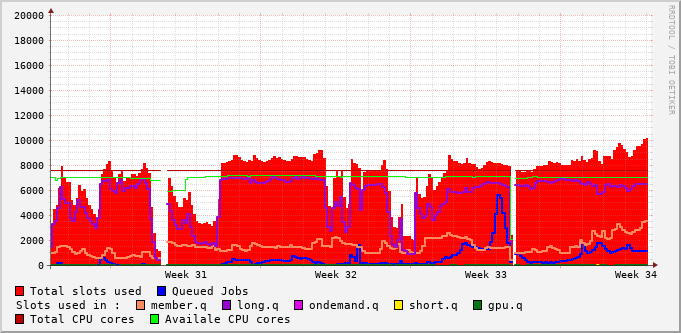 RRDTOOL / TOBI OETIKER
20000
18000
16000
14000
12000
10000
8000
6000
4000
2000
0
Week 31 Week 32 Week 33 Week 34
Total slots used Queued Jobs
Slots used in : member.q long.q ondemand.q short.q gpu.q
Total CPU cores Availale CPU cores